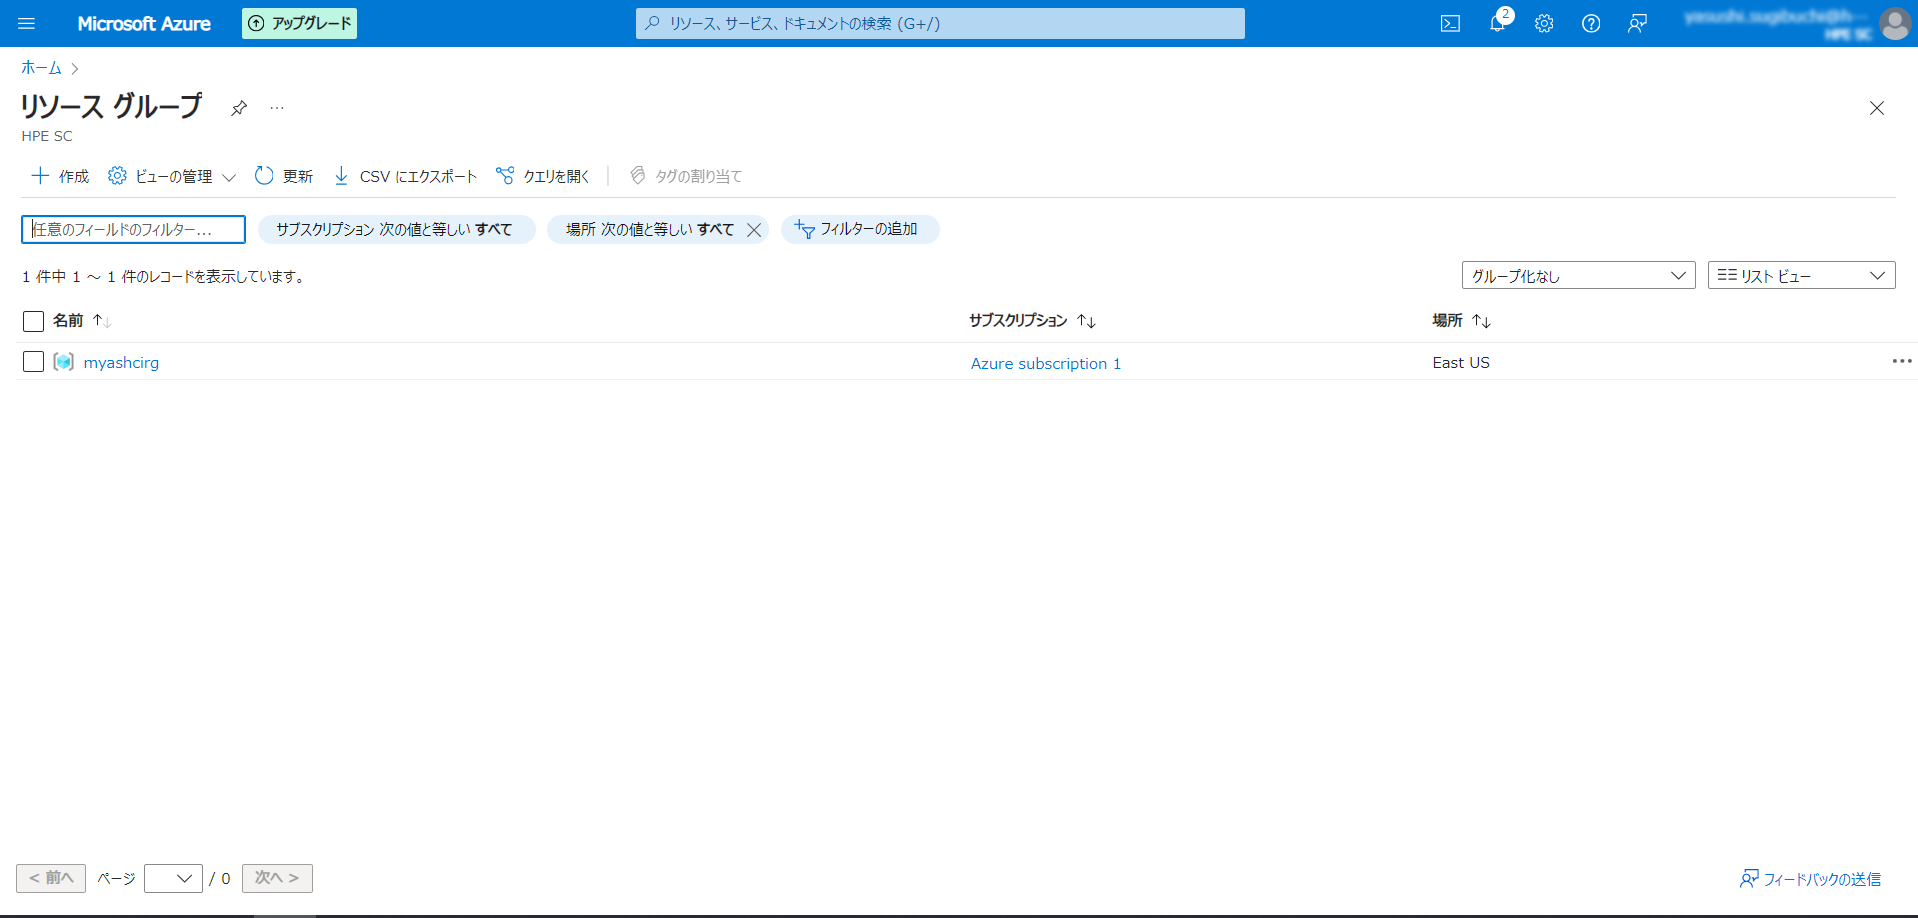 Microsoft Azure
アップグレード
リソース、サービス、ドキュメントの検索 (G+/)
2
HPE SC
ホーム >
リソース グループ
…
HPE SC
作成
ビューの管理
更新
CSV にエクスポート
クエリを開く
タグの割り当て
任意のフィールドのフィルター...
サブスクリプション 次の値と等しい すべて
場所 次の値と等しい すべて
フィルターの追加
1 件中 1 ～ 1 件のレコードを表示しています。
グループ化なし
リスト ビュー
名前 ↑↓
サブスクリプション ↑↓
場所 ↑↓
myashcirg
Azure subscription 1
East US
< 前へ
ページ
/ 0
次へ >
フィードバックの送信